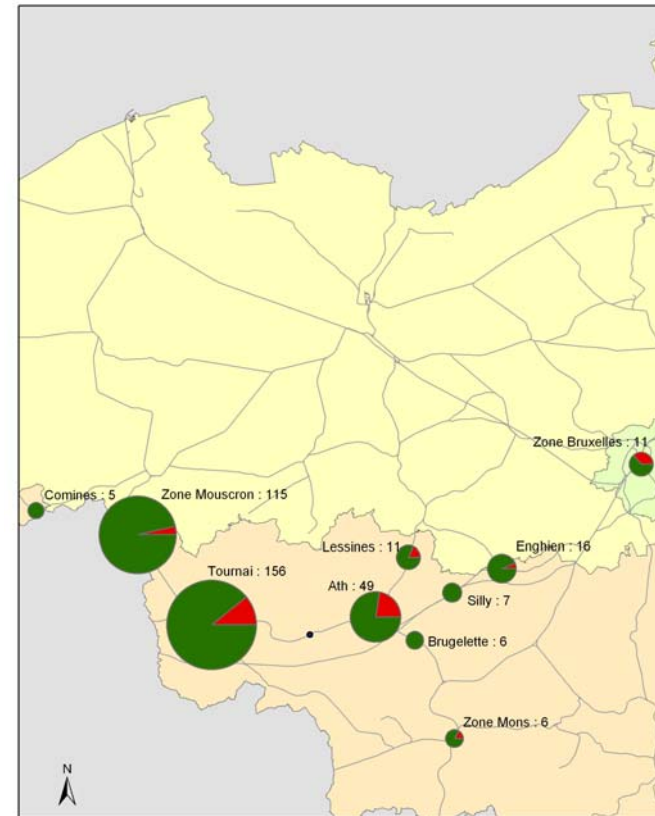 Zone Bruxelles : 11
Comines : 5
Zone Mouscron : 115
Lessines : 11
Enghien : 16
Tournai : 156
Ath : 49
Silly : 7
Brugelette : 6
Zone Mons : 6
N